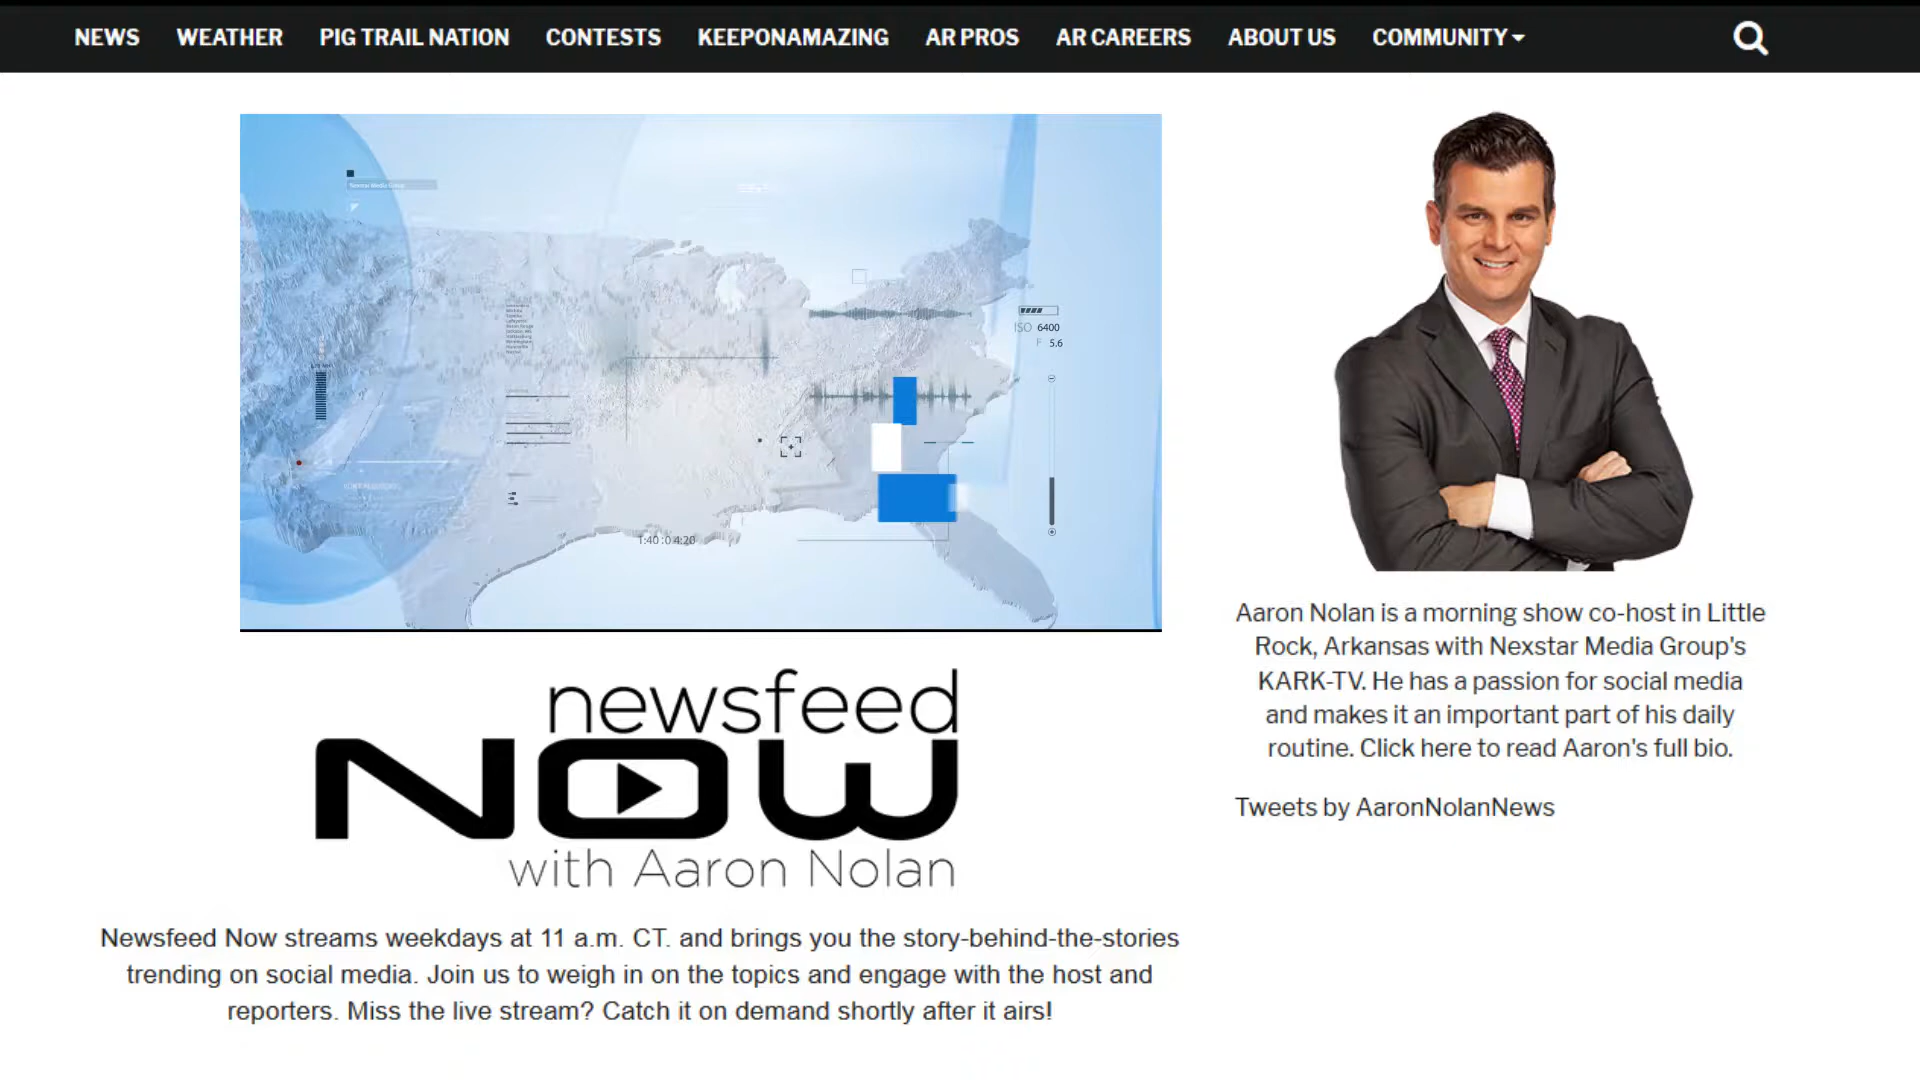 NEWS WEATHER PIG TRAIL NATION CONTESTS KEEPONAMAZING AR PROS AR CAREERS ABOUT US COMMUNITY
Nexstar Media Group
ISO 6400
F 5.6
1:40:04:20
newsfeed
NOW
with Aaron Nolan
Newsfeed Now streams weekdays at 11 a.m. CT. and brings you the story-behind-the-stories
trending on social media. Join us to weigh in on the topics and engage with the host and
reporters. Miss the live stream? Catch it on demand shortly after it airs!
Aaron Nolan is a morning show co-host in Little
Rock, Arkansas with Nexstar Media Group's
KARK-TV. He has a passion for social media
and makes it an important part of his daily
routine. Click here to read Aaron's full bio.
Tweets by AaronNolanNews